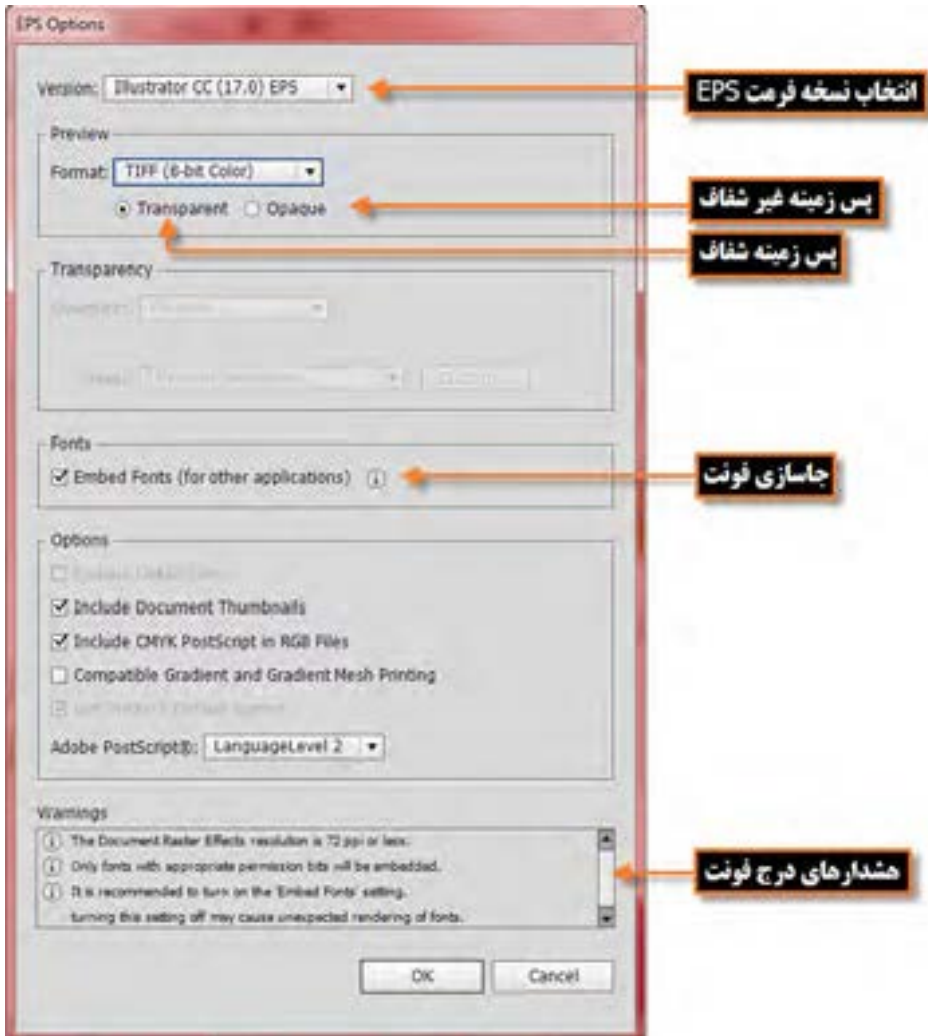 EPS Options
Version: Illustrator CC (17.0) EPS
انتخاب نسخه فرمت EPS
Preview
Format: TIFF (8-bit Color)
Transparent Opaque
پس زمینه غیر شفاف
پس زمینه شفاف
Transparency
Fonts
Embed Fonts (for other applications)
جاسازی فونت
Options
Include Document Thumbnails
Include CMYK PostScript in RGB Files
Compatible Gradient and Gradient Mesh Printing
Adobe PostScript®: LanguageLevel 2
Warnings
The Document Raster Effects resolution is 72 ppi or less.
Only fonts with appropriate permission bits will be embedded.
It is recommended to turn on the 'Embed Fonts' setting.
turning this setting off may cause unexpected rendering of fonts.
هشدارهای درج فونت
OK Cancel